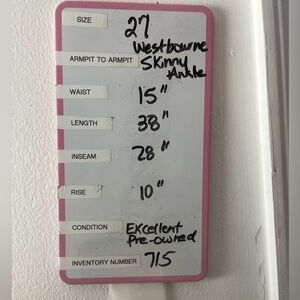 SIZE 27
Westbourne
ARMPIT TO ARMPIT Skinny
Ankle
WAIST 15"
LENGTH 38"
INSEAM 28"
RISE 10"
CONDITION Excellent
Pre-owned
INVENTORY NUMBER 715